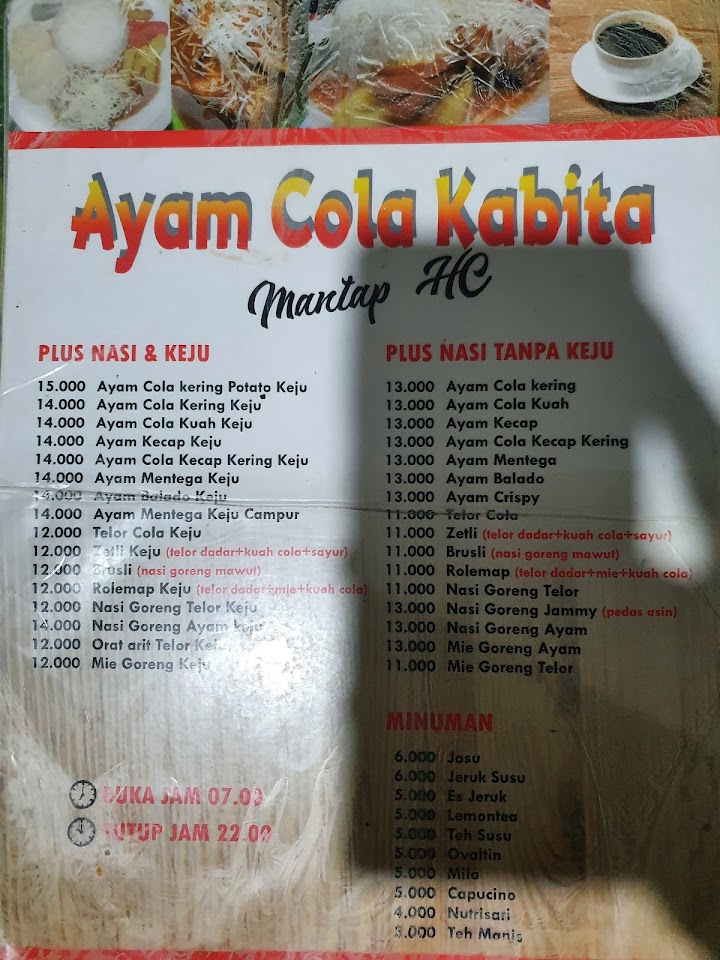 Ayam Cola Kabita
Mantap HC
PLUS NASI & KEJU
15.000 Ayam Cola kering Potato Keju
14.000 Ayam Cola Kering Keju
14.000 Ayam Cola Kuah Keju
14.000 Ayam Kecap Keju
14.000 Ayam Cola Kecap Kering Keju
14.000 Ayam Mentega Keju
14.000 Ayam Balado Keju
14.000 Ayam Mentega Keju Campur
12.000 Telor Cola Keju
12.000 Zetli Keju (telor dadar+kuah cola+sayur)
12.000 Brusli (nasi goreng mawut)
12.000 Rolemap Keju (telor dadar+mie+kuah cola)
12.000 Nasi Goreng Telor Keju
14.000 Nasi Goreng Ayam keju
12.000 Orat arit Telor Keju
12.000 Mie Goreng Keju
BUKA JAM 07.00
TUTUP JAM 22.00
PLUS NASI TANPA KEJU
13.000 Ayam Cola kering
13.000 Ayam Cola Kuah
13.000 Ayam Kecap
13.000 Ayam Cola Kecap Kering
13.000 Ayam Mentega
13.000 Ayam Balado
13.000 Ayam Crispy
11.000 Telor Cola
11.000 Zetli (telor dadar+kuah cola+sayur)
11.000 Brusli (nasi goreng mawut)
11.000 Rolemap (telor dadar+mie+kuah cola)
11.000 Nasi Goreng Telor
13.000 Nasi Goreng Jammy (pedas asin)
13.000 Nasi Goreng Ayam
13.000 Mie Goreng Ayam
11.000 Mie Goreng Telor
MINUMAN
6.000 Josu
6.000 Jeruk Susu
5.000 Es Jeruk
5.000 Lemontea
5.000 Teh Susu
5.000 Ovaltin
5.000 Milo
5.000 Capucino
4.000 Nutrisari
3.000 Teh Manis